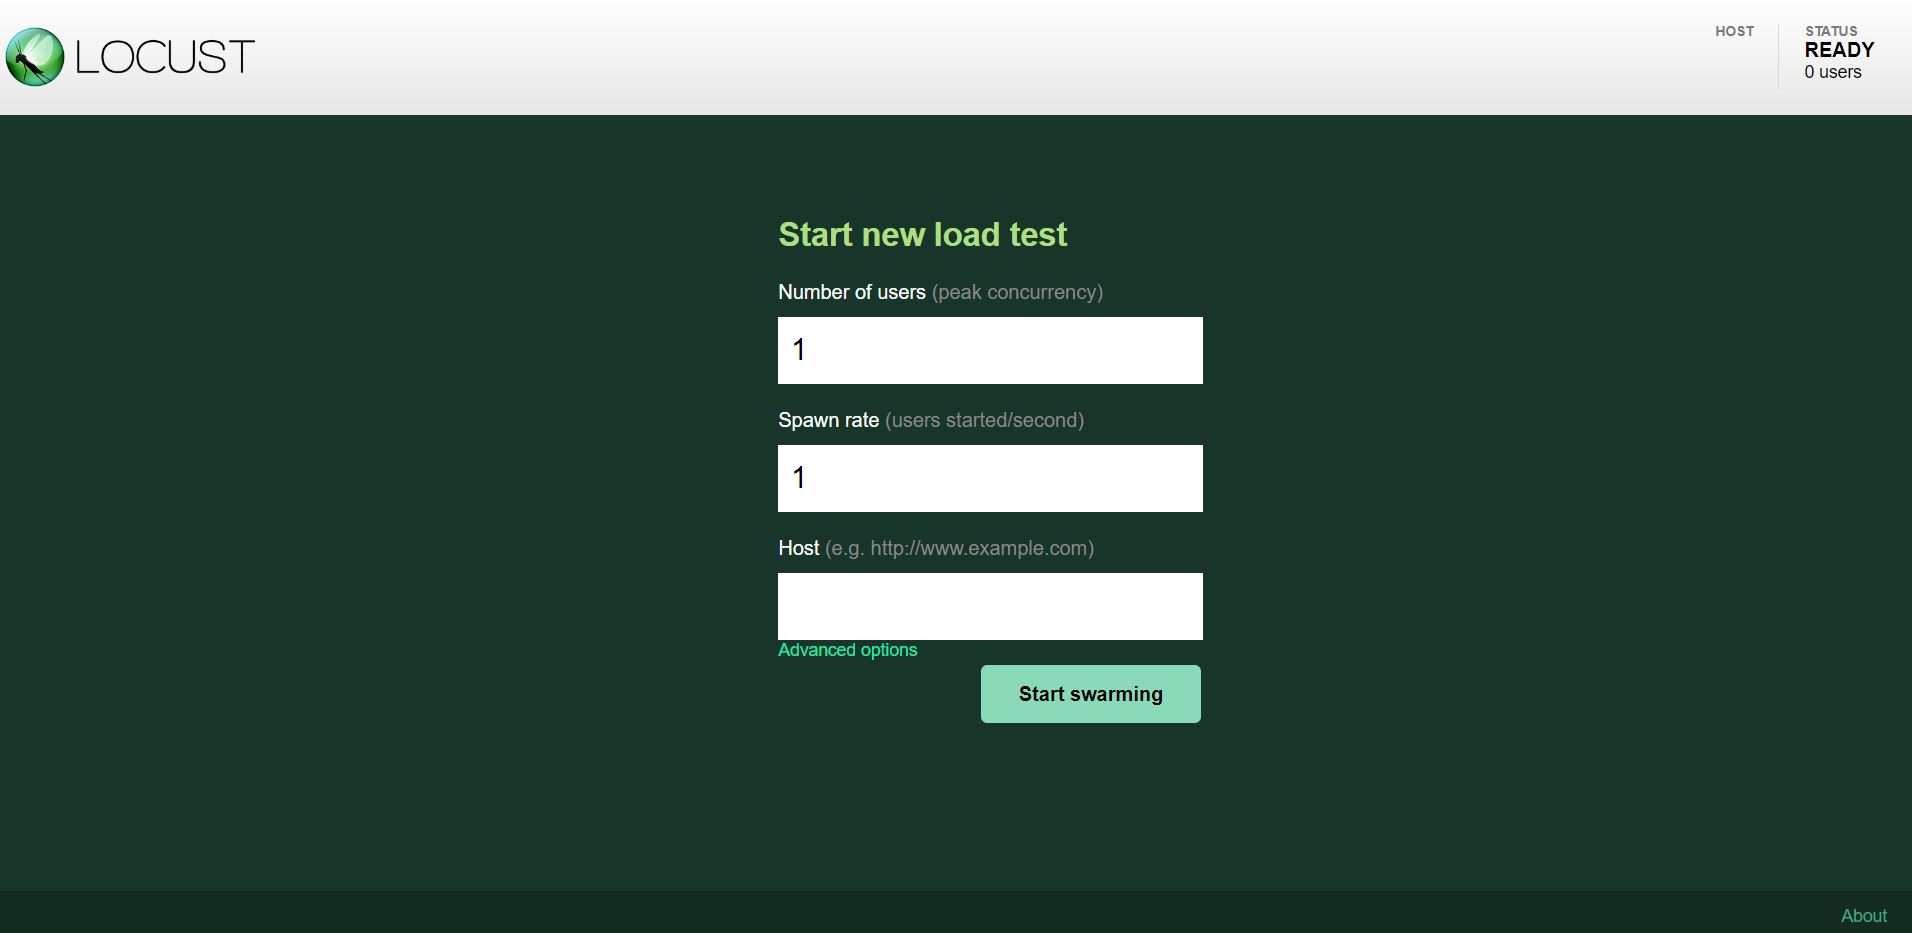 LOCUST
HOST
STATUS
READY
0 users
Start new load test
Number of users (peak concurrency)
1
Spawn rate (users started/second)
1
Host (e.g. http://www.example.com)
Advanced options
Start swarming
About